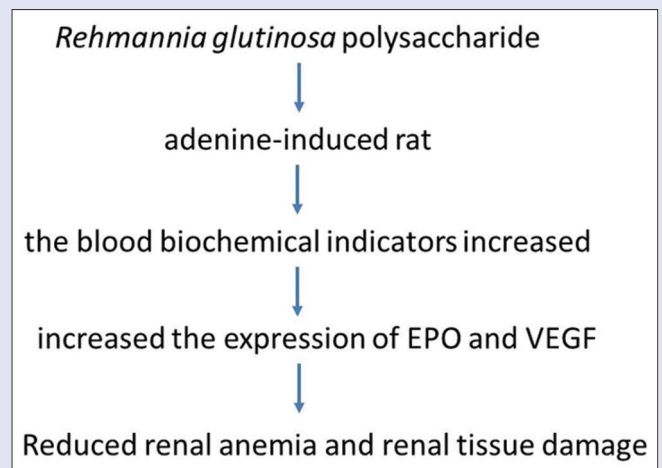 Rehmannia glutinosa polysaccharide
adenine-induced rat
the blood biochemical indicators increased
increased the expression of EPO and VEGF
Reduced renal anemia and renal tissue damage